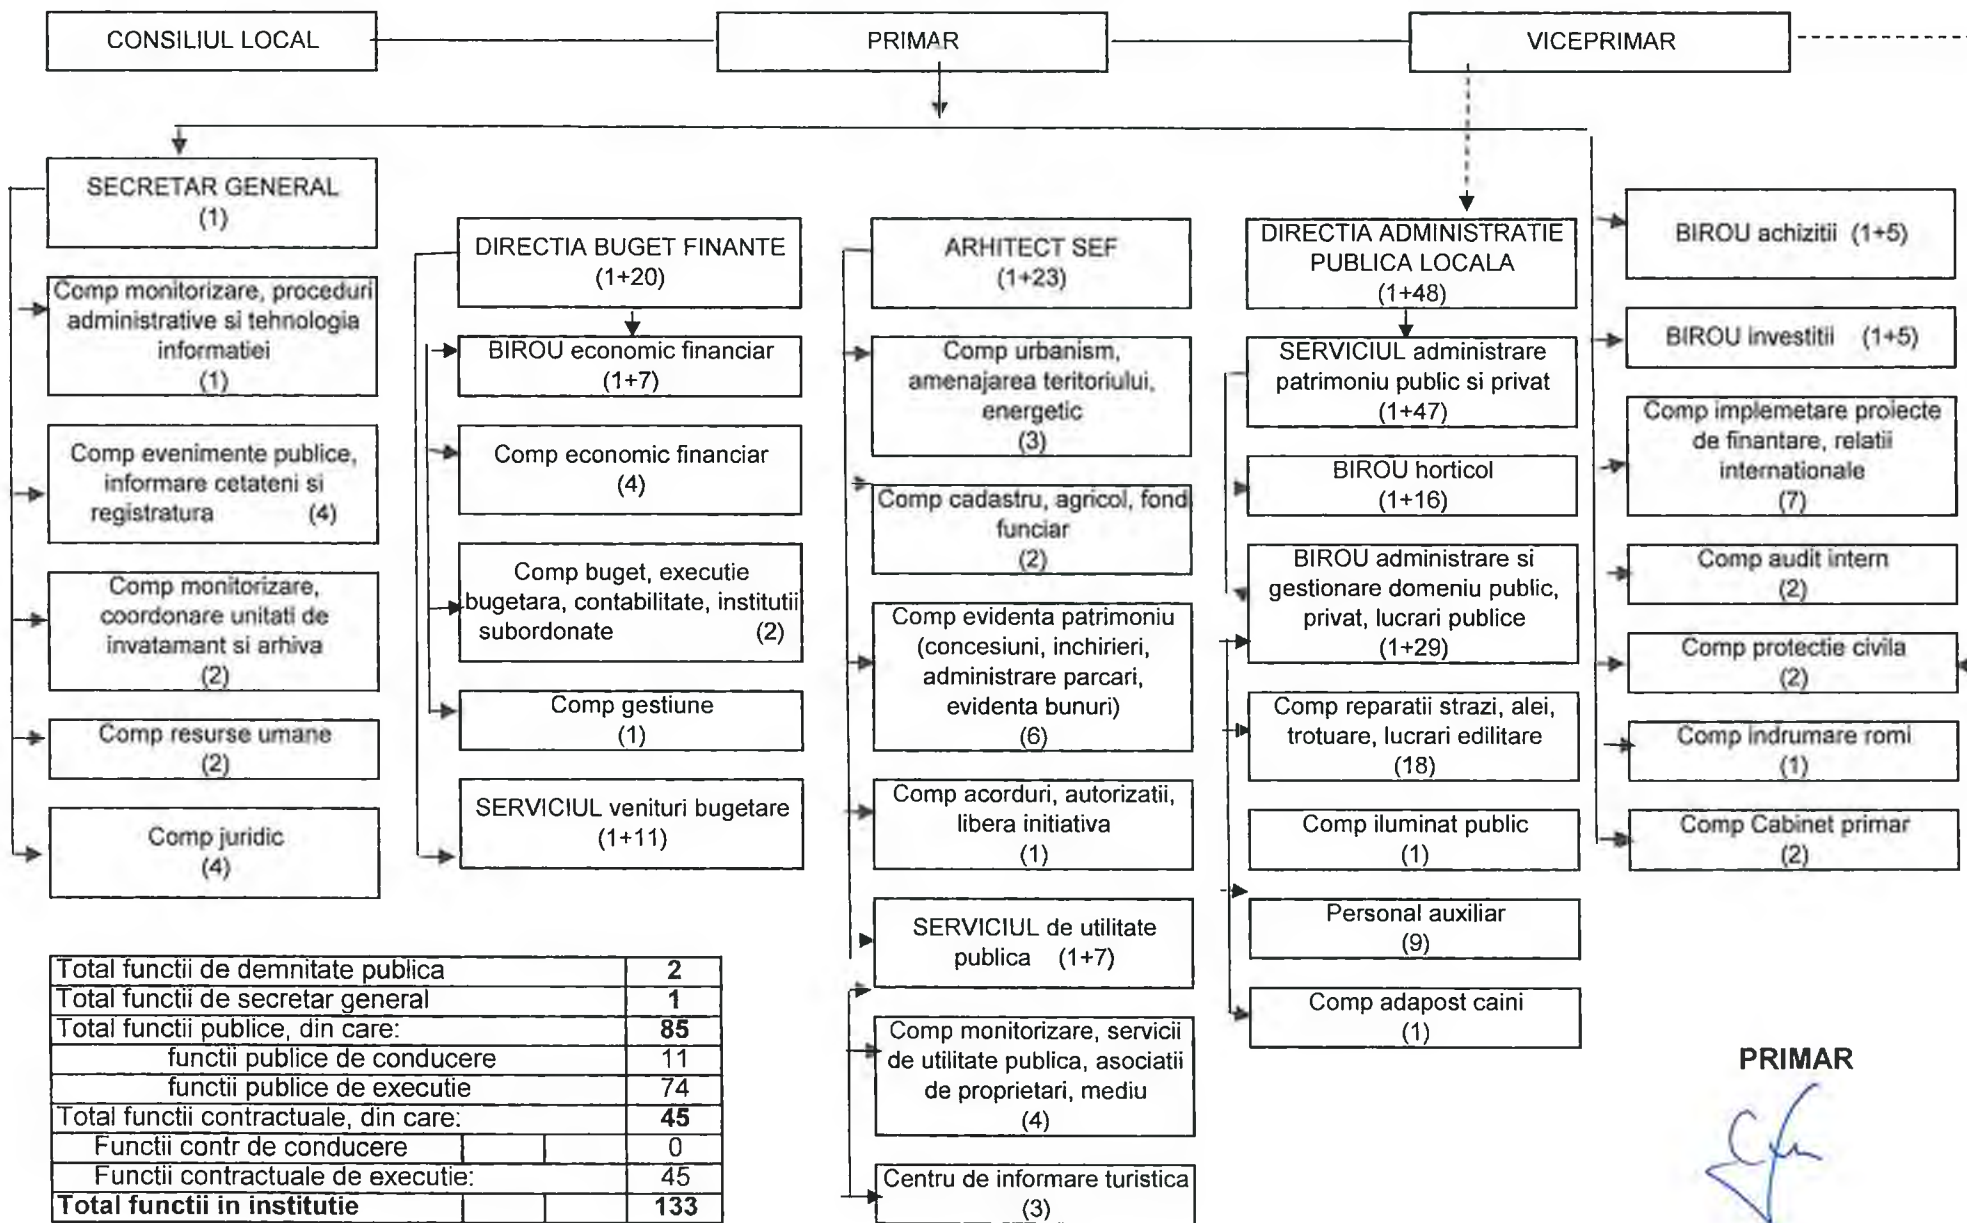 CONSILIUL LOCAL
PRIMAR
VICEPRIMAR
SECRETAR GENERAL
(1)
Comp monitorizare, proceduri
administrative si tehnologia
informatiei
(1)
Comp evenimente publice,
informare cetateni si
registratura (4)
Comp monitorizare,
coordonare unitati de
invatamant si arhiva
(2)
Comp resurse umane
(2)
Comp juridic
(4)
DIRECTIA BUGET FINANTE
(1+20)
BIROU economic financiar
(1+7)
Comp economic financiar
(4)
Comp buget, executie
bugetara, contabilitate, institutii
subordonate (2)
Comp gestiune
(1)
SERVICIUL venituri bugetare
(1+11)
ARHITECT SEF
(1+23)
Comp urbanism,
amenajarea teritoriului,
energetic
(3)
Comp cadastru, agricol, fond
funciar
(2)
Comp evidenta patrimoniu
(concesiuni, inchirieri,
administrare parcari,
evidenta bunuri)
(6)
Comp acorduri, autorizatii,
libera initiativa
(1)
SERVICIUL de utilitate
publica (1+7)
Comp monitorizare, servicii
de utilitate publica, asociatii
de proprietari, mediu
(4)
Centru de informare turistica
(3)
DIRECTIA ADMINISTRATIE
PUBLICA LOCALA
(1+48)
SERVICIUL administrare
patrimoniu public si privat
(1+47)
BIROU horticol
(1+16)
BIROU administrare si
gestionare domeniu public,
privat, lucrari publice
(1+29)
Comp reparatii strazi, alei,
trotuare, lucrari edilitare
(18)
Comp iluminat public
(1)
Personal auxiliar
(9)
Comp adapost caini
(1)
BIROU achizitii (1+5)
BIROU investitii (1+5)
Comp implemetare proiecte
de finantare, relatii
internationale
(7)
Comp audit intern
(2)
Comp protectie civila
(2)
Comp indrumare romi
(1)
Comp Cabinet primar
(2)
Total functii de demnitate publica 2
Total functii de secretar general 1
Total functii publice, din care: 85
functii publice de conducere 11
functii publice de executie 74
Total functii contractuale, din care: 45
Functii contr de conducere 0
Functii contractuale de executie: 45
Total functii in institutie 133
PRIMAR